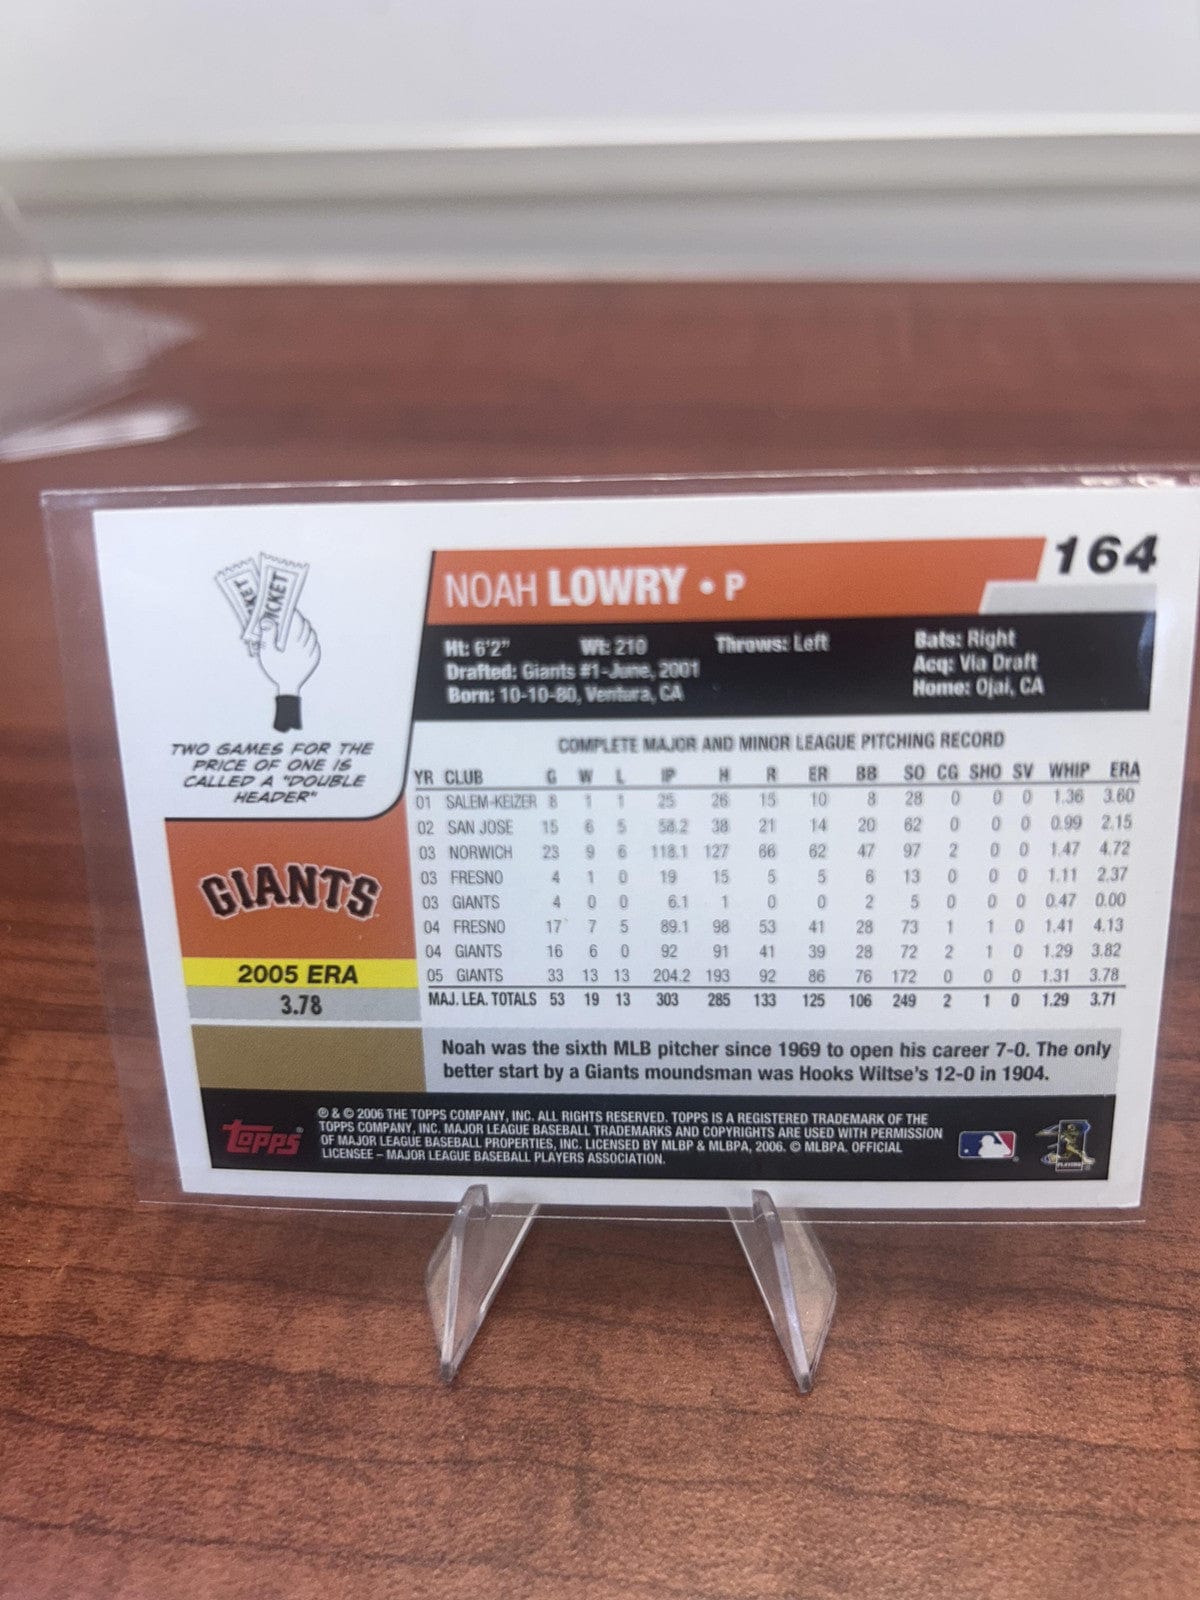 164
NOAH LOWRY • P
Ht: 6'2" Wt: 210 Throws: Left Bats: Right
Drafted: Giants #1-June, 2001 Acq: Via Draft
Born: 10-10-80, Ventura, CA Home: Ojai, CA
TICKET
TWO GAMES FOR THE
PRICE OF ONE IS
CALLED A "DOUBLE
HEADER"
GIANTS
2005 ERA
3.78
COMPLETE MAJOR AND MINOR LEAGUE PITCHING RECORD
YR CLUB G W L IP H R ER BB SO CG SHO SV WHIP ERA
01 SALEM-KEIZER 8 1 1 25 26 15 10 8 28 0 0 0 1.36 3.60
02 SAN JOSE 15 6 5 58.2 38 21 14 20 62 0 0 0 0.99 2.15
03 NORWICH 23 9 6 118.1 127 66 62 47 97 2 0 0 1.47 4.72
03 FRESNO 4 1 0 19 15 5 5 6 13 0 0 0 1.11 2.37
03 GIANTS 4 0 0 6.1 1 0 0 2 5 0 0 0 0.47 0.00
04 FRESNO 17 7 5 89.1 98 53 41 28 73 1 1 0 1.41 4.13
04 GIANTS 16 6 0 92 91 41 39 28 72 2 1 0 1.29 3.82
05 GIANTS 33 13 13 204.2 193 92 86 76 172 0 0 0 1.31 3.78
MAJ. LEA. TOTALS 53 19 13 303 285 133 125 106 249 2 1 0 1.29 3.71
Noah was the sixth MLB pitcher since 1969 to open his career 7-0. The only
better start by a Giants moundsman was Hooks Wiltse's 12-0 in 1904.
TOPPS®
® & © 2006 THE TOPPS COMPANY, INC. ALL RIGHTS RESERVED. TOPPS IS A REGISTERED TRADEMARK OF THE
TOPPS COMPANY, INC. MAJOR LEAGUE BASEBALL TRADEMARKS AND COPYRIGHTS ARE USED WITH PERMISSION
OF MAJOR LEAGUE BASEBALL PROPERTIES, INC. LICENSED BY MLBP & MLBPA, 2006. © MLBPA. OFFICIAL
LICENSEE – MAJOR LEAGUE BASEBALL PLAYERS ASSOCIATION.
PLAYERS